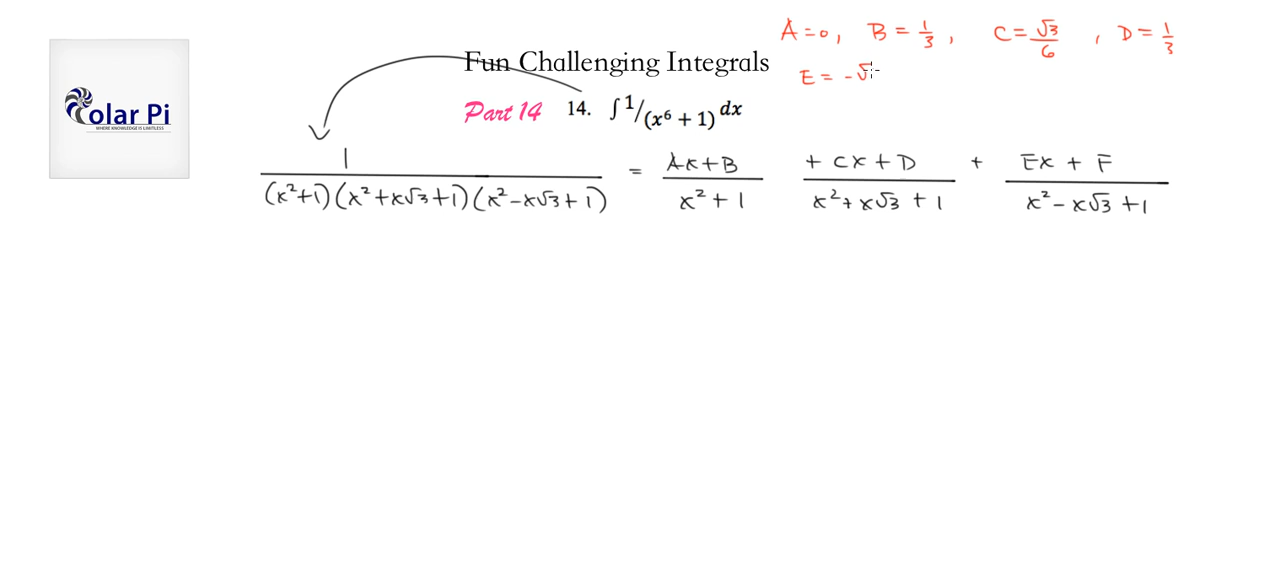 A = 0, B = 1/3, C = √3/6, D = 1/3
Fun Challenging Integrals
E = -√
olar Pi
WHERE KNOWLEDGE IS LIMITLESS
Part 14 14. ∫ 1/(x⁶ + 1) dx
1/((x²+1)(x²+x√3+1)(x²-x√3+1)) = (Ax+B)/(x²+1) + (Cx+D)/(x²+x√3+1) + (Ex+F)/(x²-x√3+1)